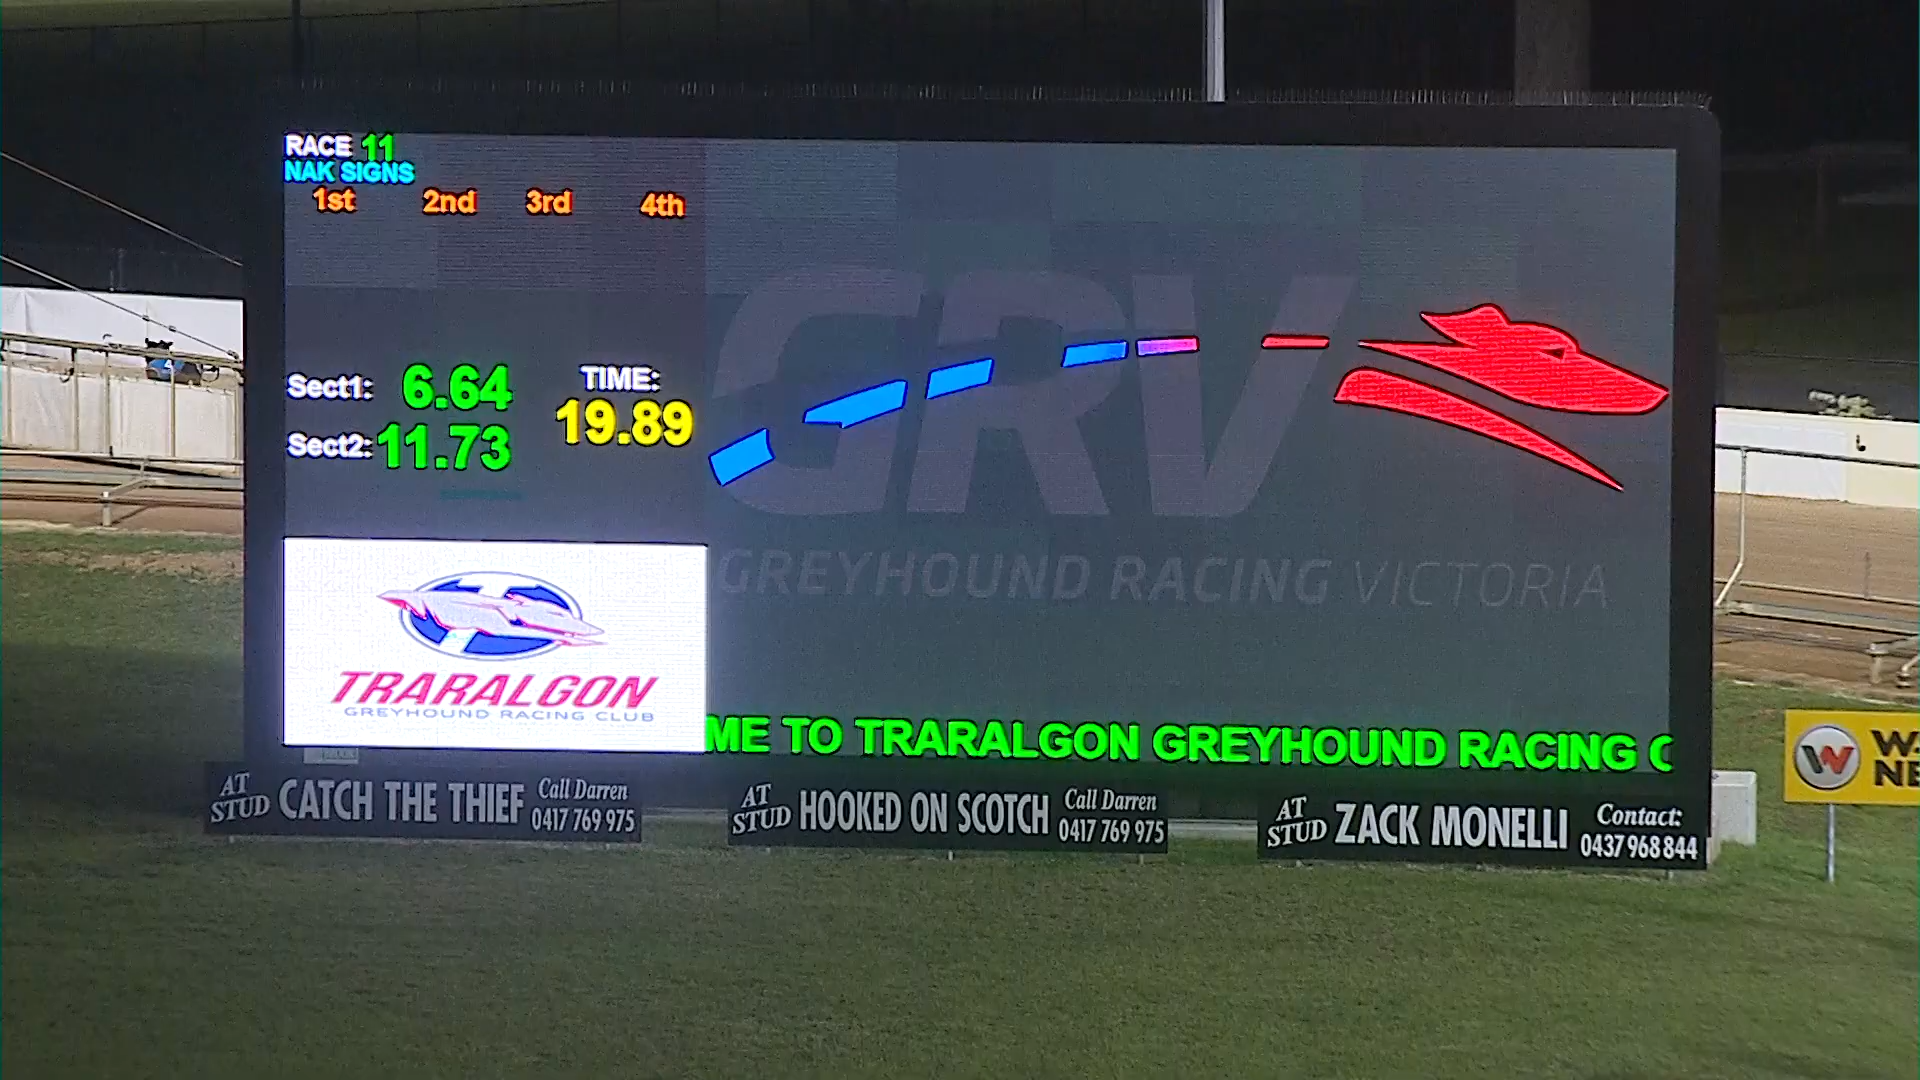 RACE 11
NAK SIGNS
1st 2nd 3rd 4th
Sect1: 6.64
TIME:
19.89
Sect2: 11.73
GRV
GREYHOUND RACING VICTORIA
TRARALGON
GREYHOUND RACING CLUB
ME TO TRARALGON GREYHOUND RACING C
AT STUD CATCH THE THIEF Call Darren 0417 769 975
AT STUD HOOKED ON SCOTCH Call Darren 0417 769 975
AT STUD ZACK MONELLI Contact: 0437 968 844
W
NE